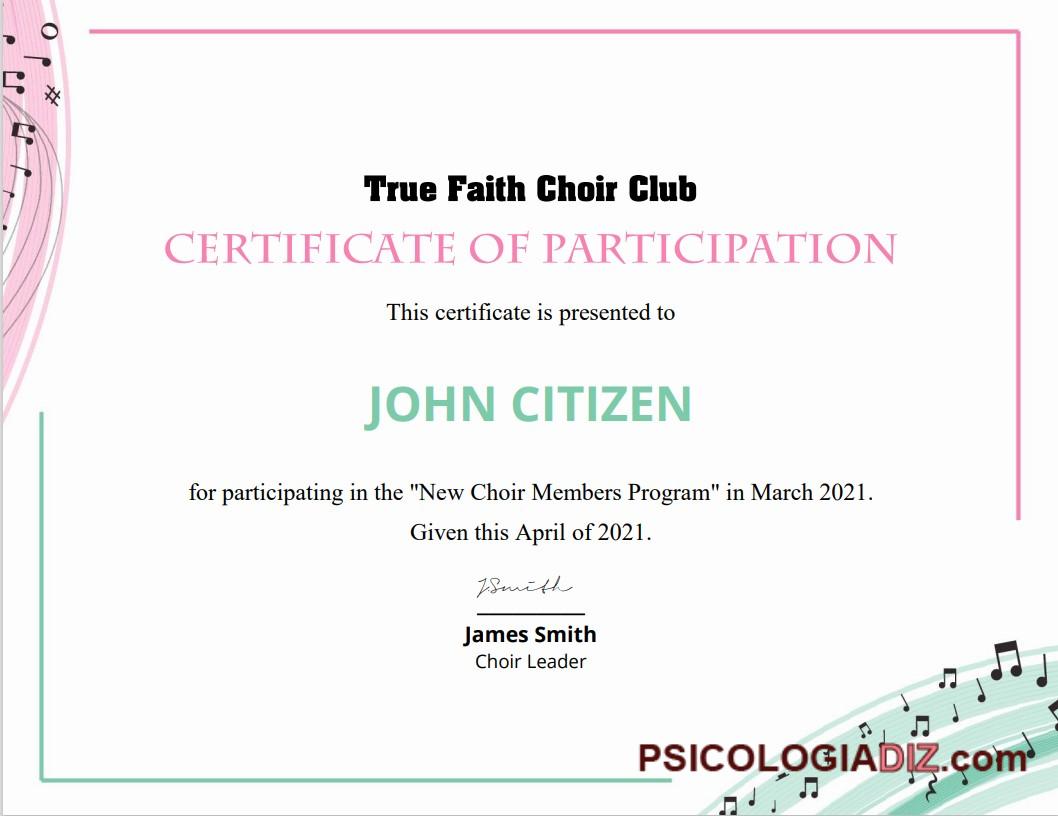 True Faith Choir Club
CERTIFICATE OF PARTICIPATION
This certificate is presented to
JOHN CITIZEN
for participating in the "New Choir Members Program" in March 2021.
Given this April of 2021.
JSmith
James Smith
Choir Leader
PSICOLOGIADIZ.com